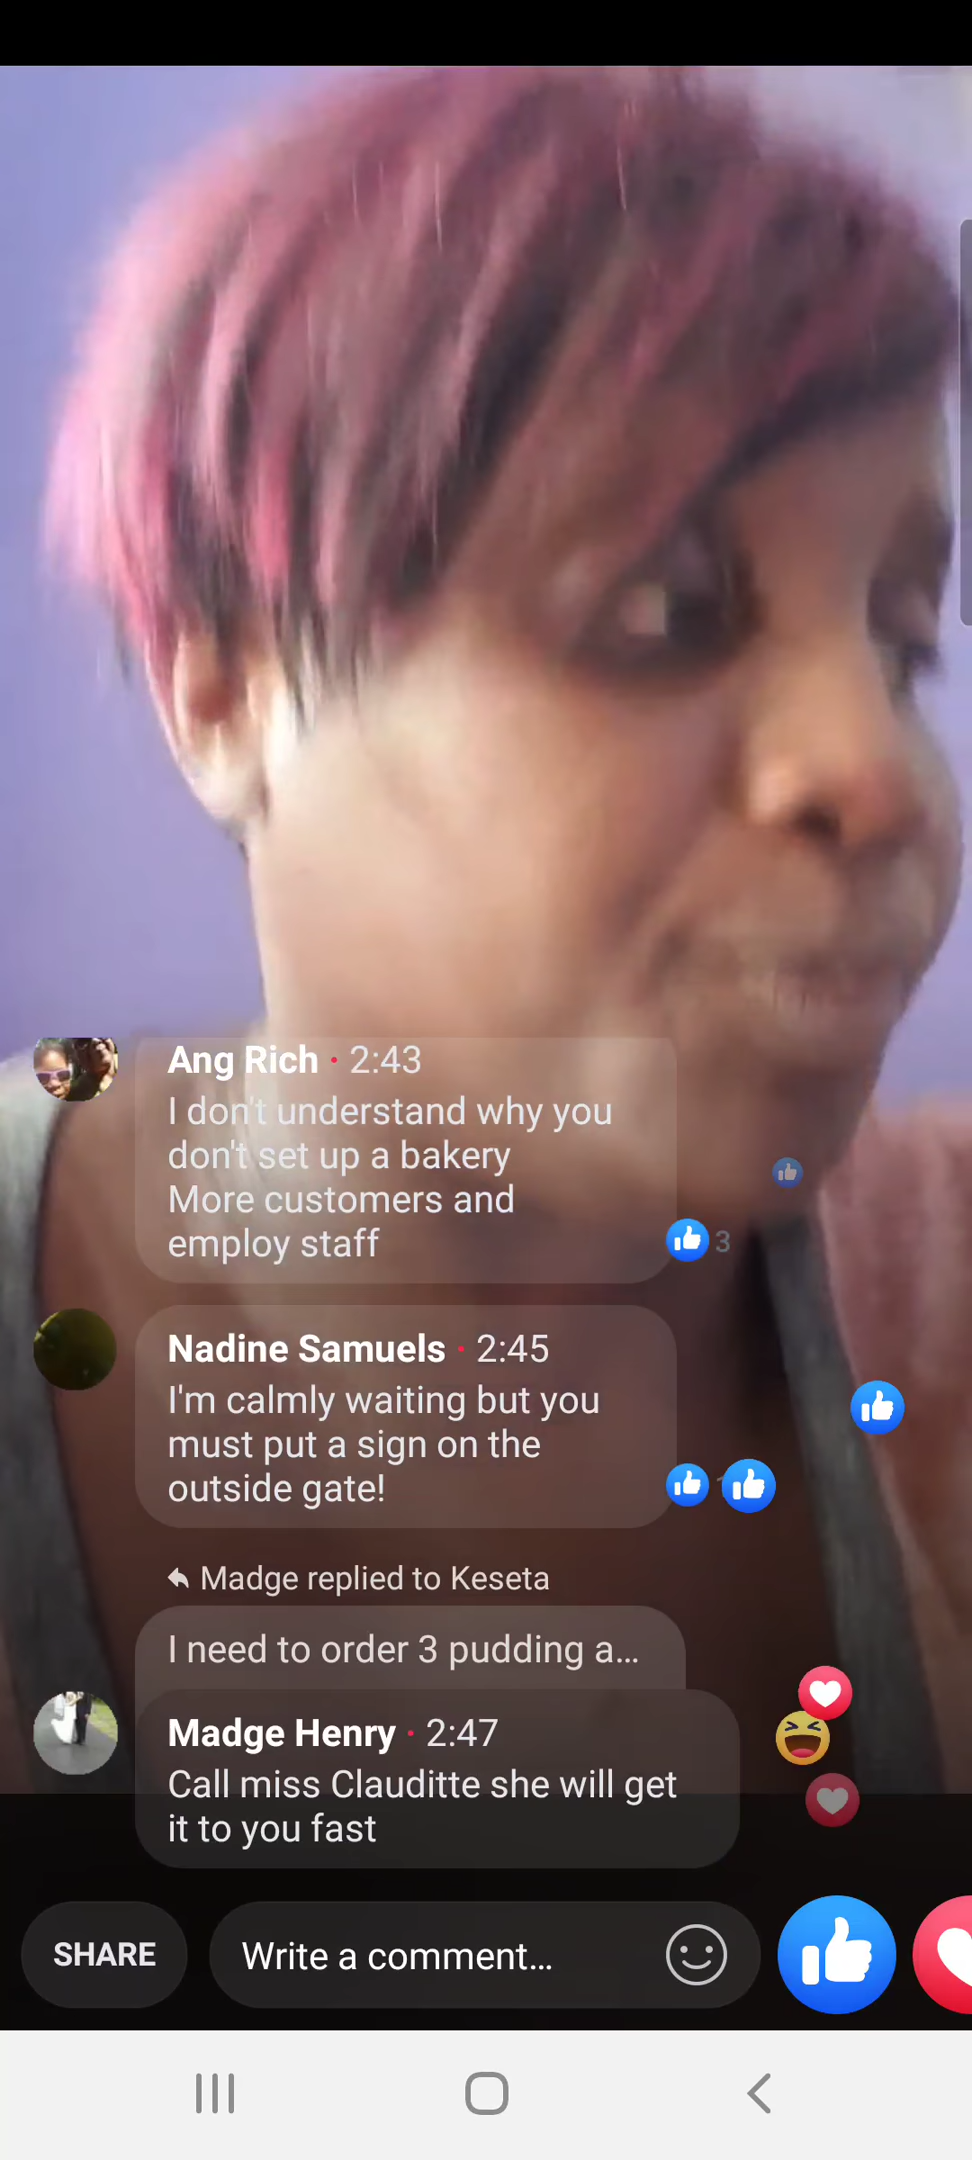 Ang Rich · 2:43
I don't understand why you
don't set up a bakery
More customers and
employ staff
3
Nadine Samuels · 2:45
I'm calmly waiting but you
must put a sign on the
outside gate!
Madge replied to Keseta
I need to order 3 pudding a...
Madge Henry · 2:47
Call miss Clauditte she will get
it to you fast
SHARE
Write a comment...